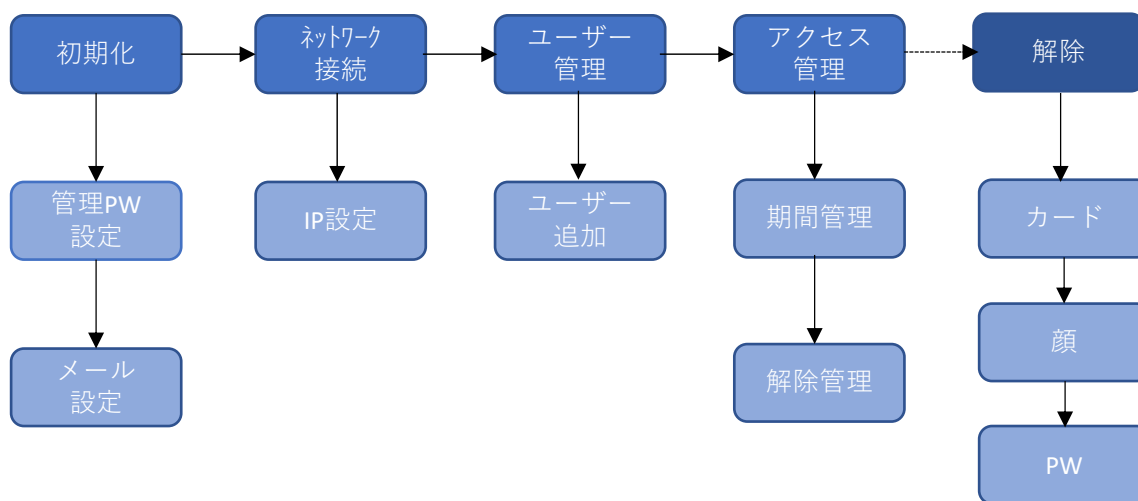 初期化
ﾈｯﾄﾜｰｸ
接続
ユーザー
管理
アクセス
管理
解除
管理PW
設定
IP設定
ユーザー
追加
期間管理
カード
メール
設定
解除管理
顔
PW